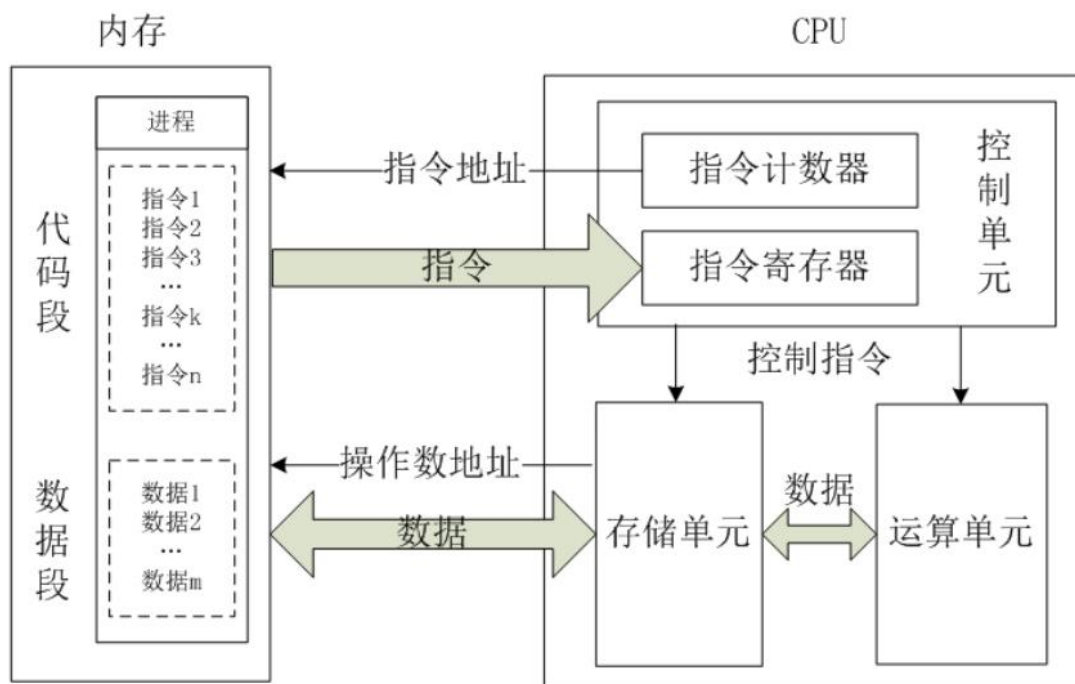 内存
CPU
进程
指令1
指令2
指令3
...
指令k
...
指令n
代码段
指令地址
指令计数器
控制单元
指令
指令寄存器
控制指令
数据段
数据1
数据2
...
数据m
操作数地址
数据
存储单元
数据
运算单元